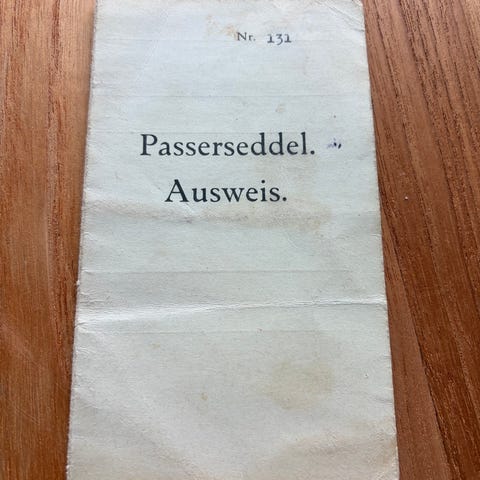 Nr. 131
Passerseddel.
Ausweis.